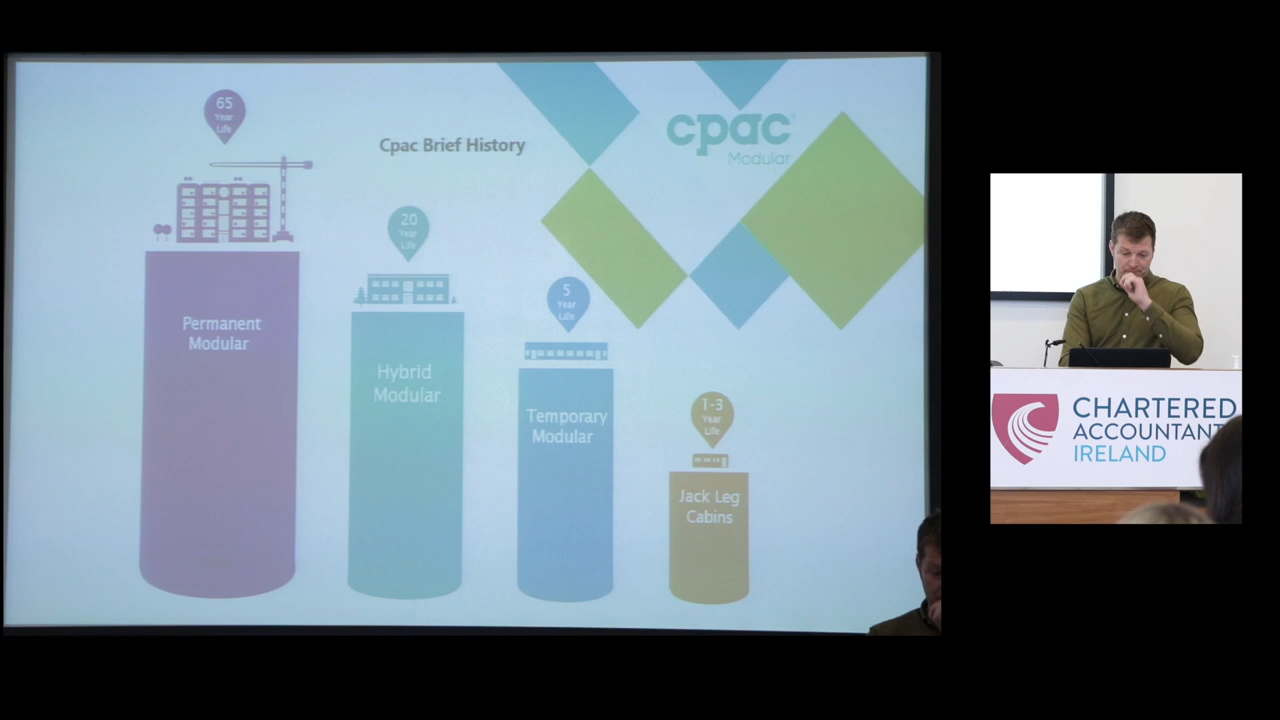 65
Year
Life
Cpac Brief History
cpac
Modular
20
Year
Life
5
Year
Life
1-3
Year
Life
Permanent
Modular
Hybrid
Modular
Temporary
Modular
Jack Leg
Cabins
CHARTERED
ACCOUNTANT
IRELAND